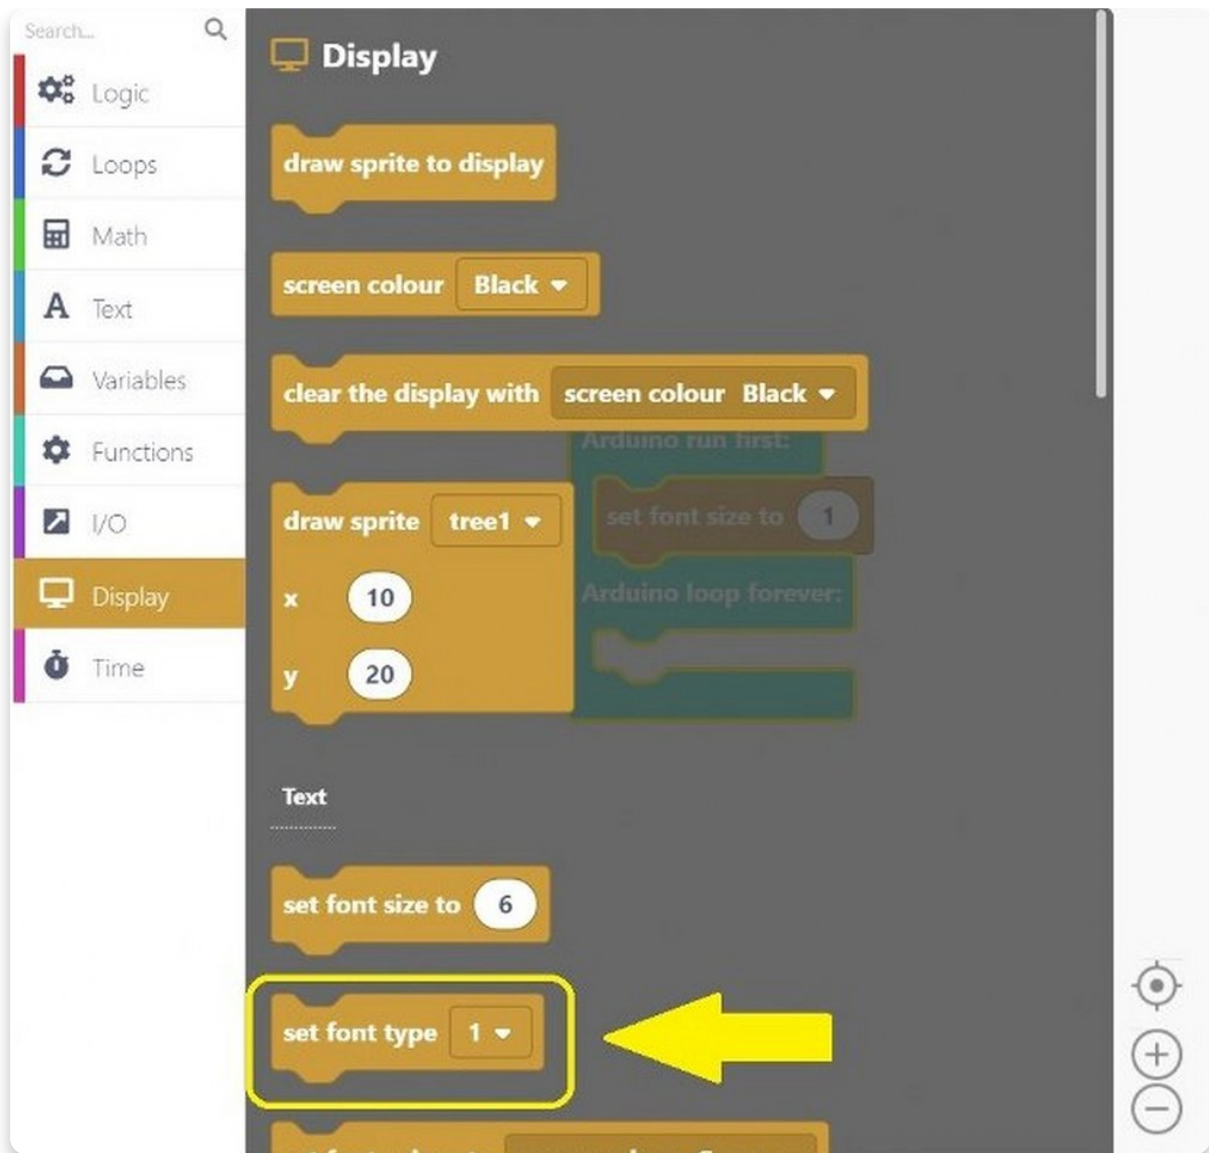 Search...
Logic
Loops
Math
Text
Variables
Functions
I/O
Display
Time
Display
draw sprite to display
screen colour Black
clear the display with screen colour Black
Arduino run first:
set font size to 1
Arduino loop forever:
draw sprite tree1
x 10
y 20
Text
set font size to 6
set font type 1